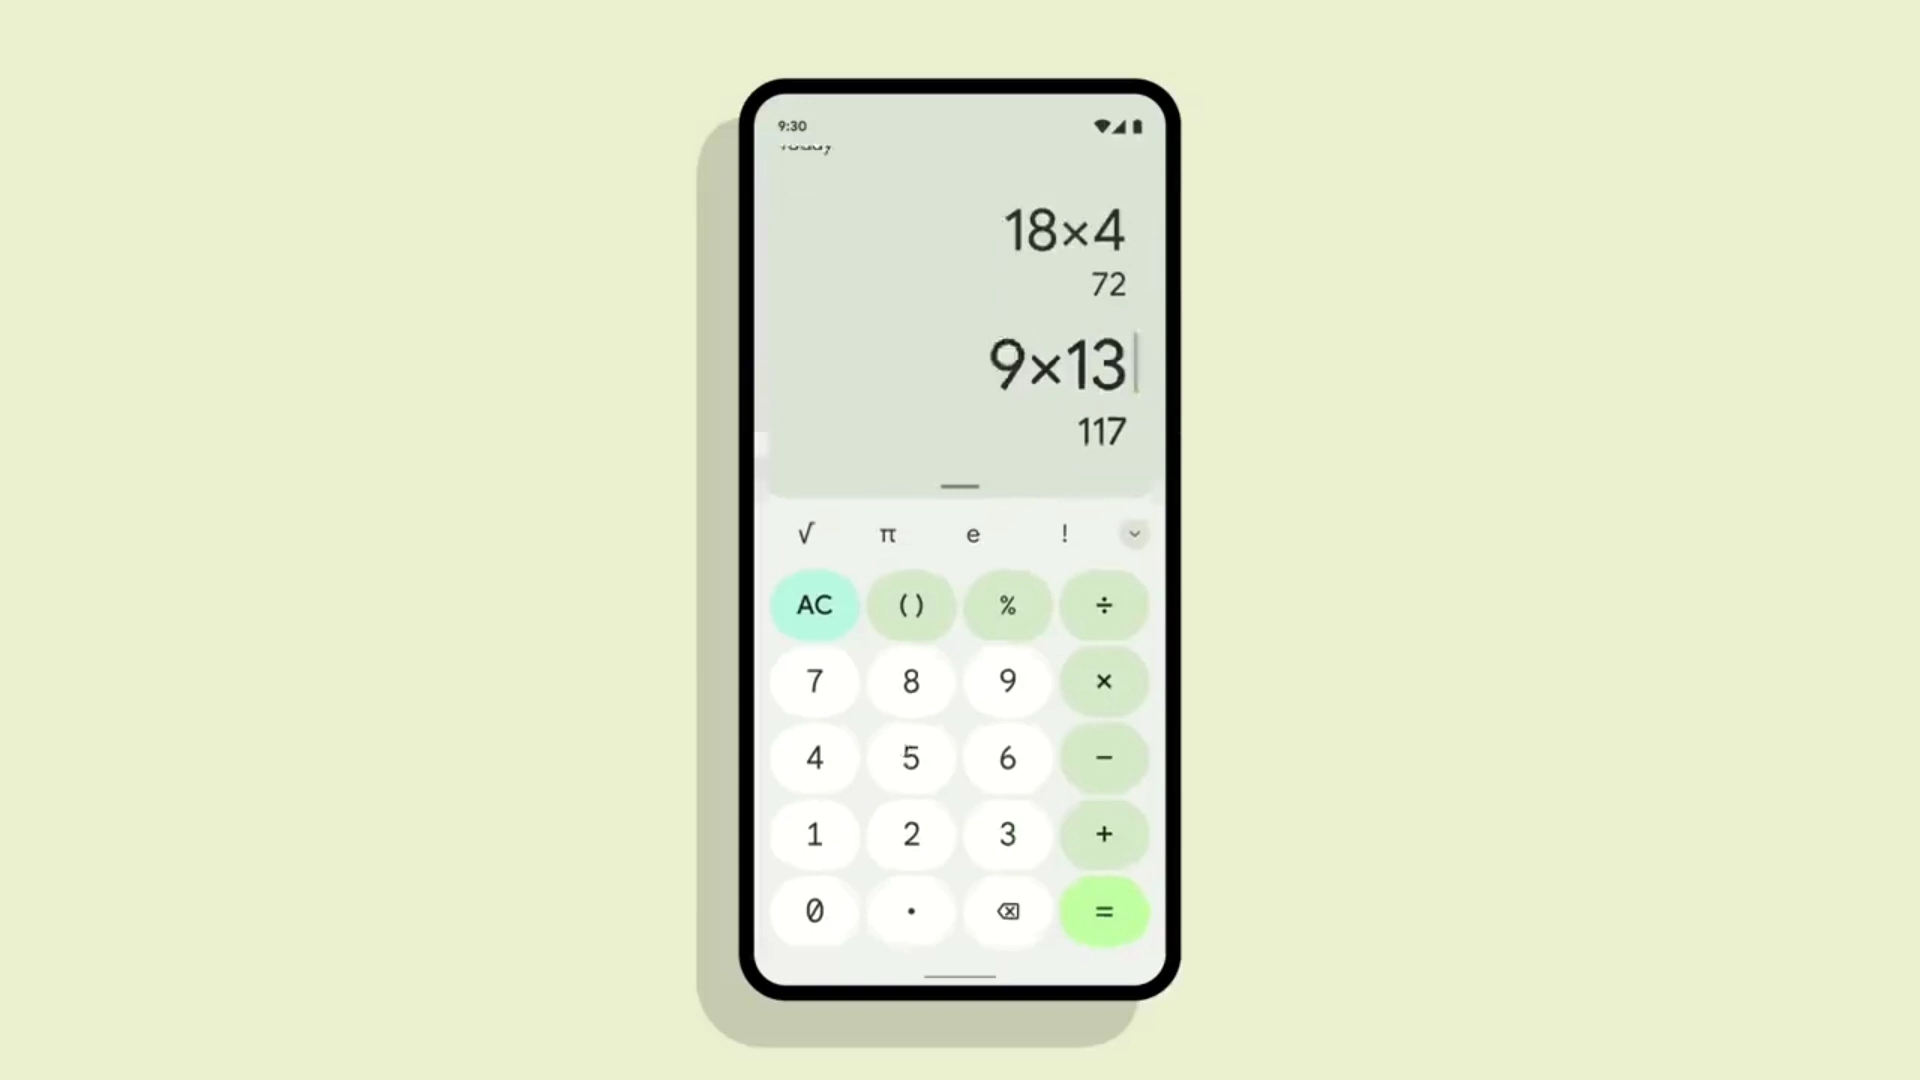 9:30
Today
18×4
72
9×13
117
√ π e !
AC ( ) % ÷
7 8 9 ×
4 5 6 −
1 2 3 +
0 . =